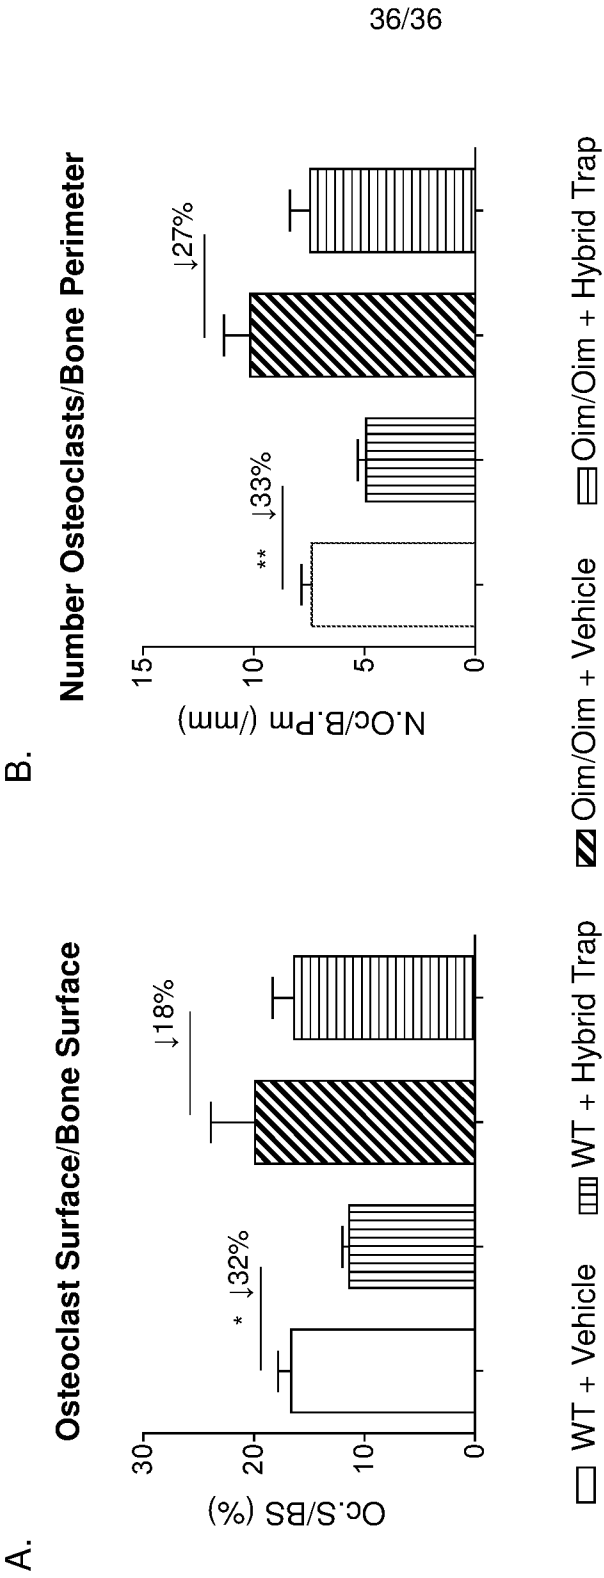 36/36
A.
Osteoclast Surface/Bone Surface
Oc.S/BS (%)
30
20
10
0
*
↓32%
↓18%
B.
Number Osteoclasts/Bone Perimeter
N.Oc/B.Pm (/mm)
15
10
5
0
**
↓33%
↓27%
WT + Vehicle
WT + Hybrid Trap
Oim/Oim + Vehicle
Oim/Oim + Hybrid Trap